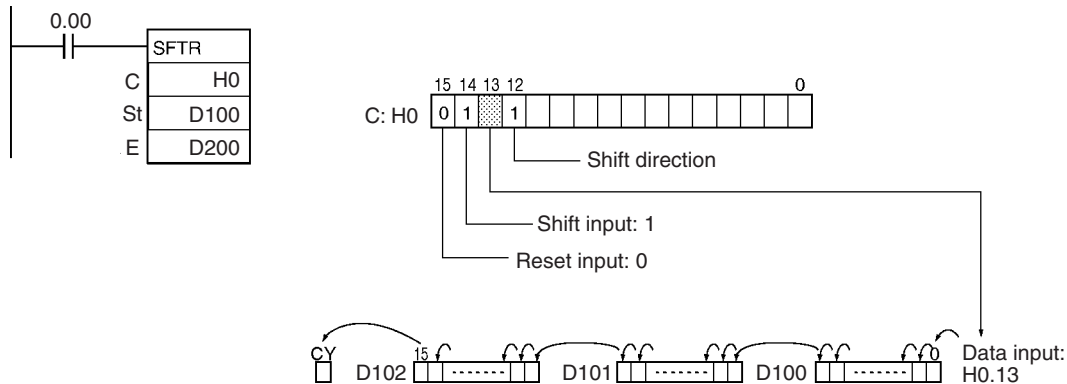 0.00
SFTR
C H0
St D100
E D200
15 14 13 12 0
C: H0 0 1 1
Shift direction
Shift input: 1
Reset input: 0
CY 15 0 Data input:
D102 D101 D100 H0.13